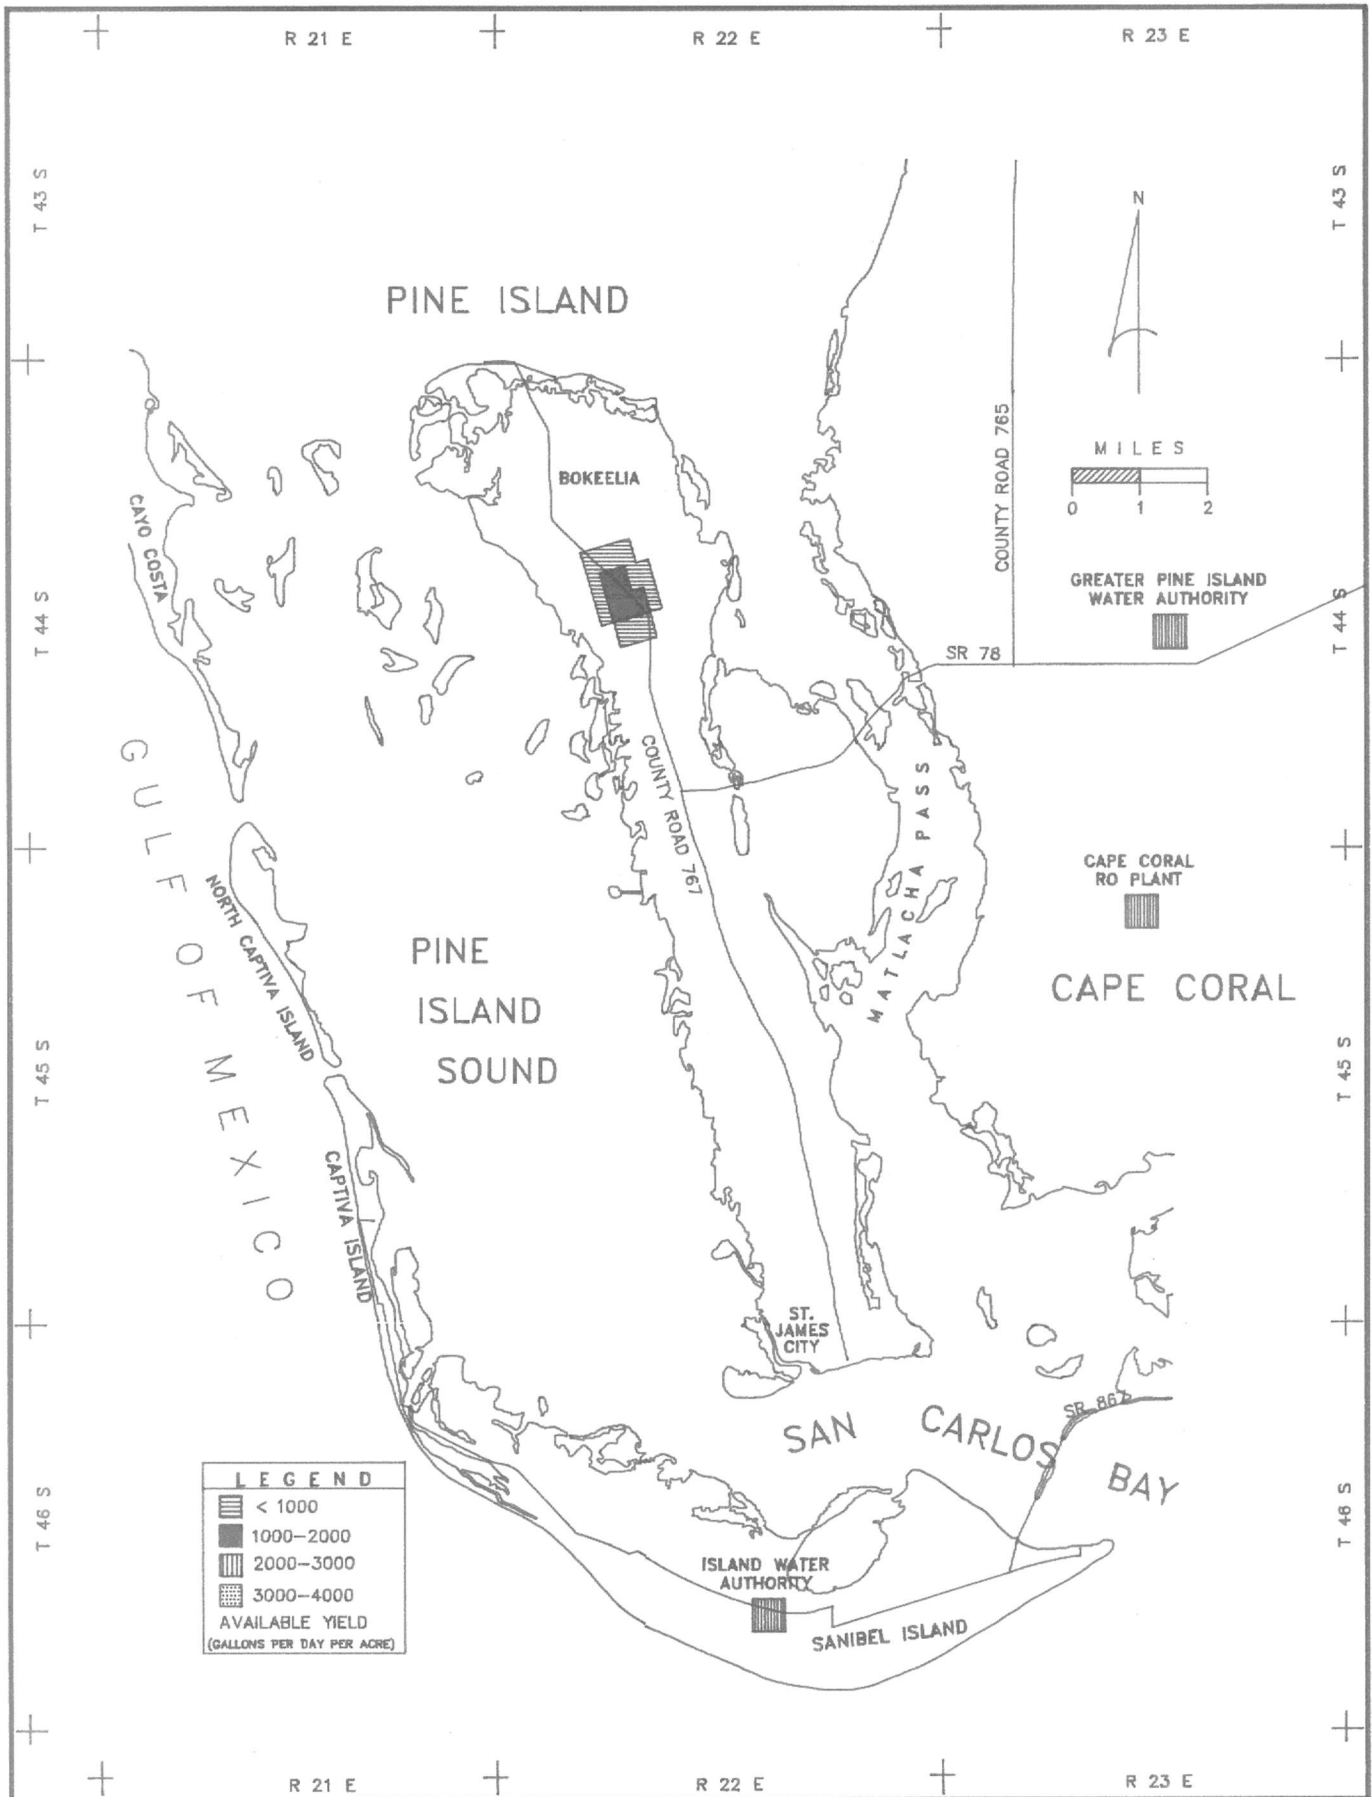 R 21 E
R 22 E
R 23 E
T 43 S
T 43 S
N
PINE ISLAND
COUNTY ROAD 765
MILES
0 1 2
BOKEELIA
CAYO COSTA
GREATER PINE ISLAND
WATER AUTHORITY
T 44 S
T 44 S
SR 78
COUNTY ROAD 767
GULF OF MEXICO
MATLACHA PASS
CAPE CORAL
RO PLANT
NORTH CAPTIVA ISLAND
PINE
ISLAND
SOUND
CAPE CORAL
T 45 S
T 45 S
CAPTIVA ISLAND
ST.
JAMES
CITY
SR 867
SAN CARLOS BAY
LEGEND
< 1000
1000-2000
2000-3000
3000-4000
AVAILABLE YIELD
(GALLONS PER DAY PER ACRE)
T 46 S
T 46 S
ISLAND WATER
AUTHORITY
SANIBEL ISLAND
R 21 E
R 22 E
R 23 E